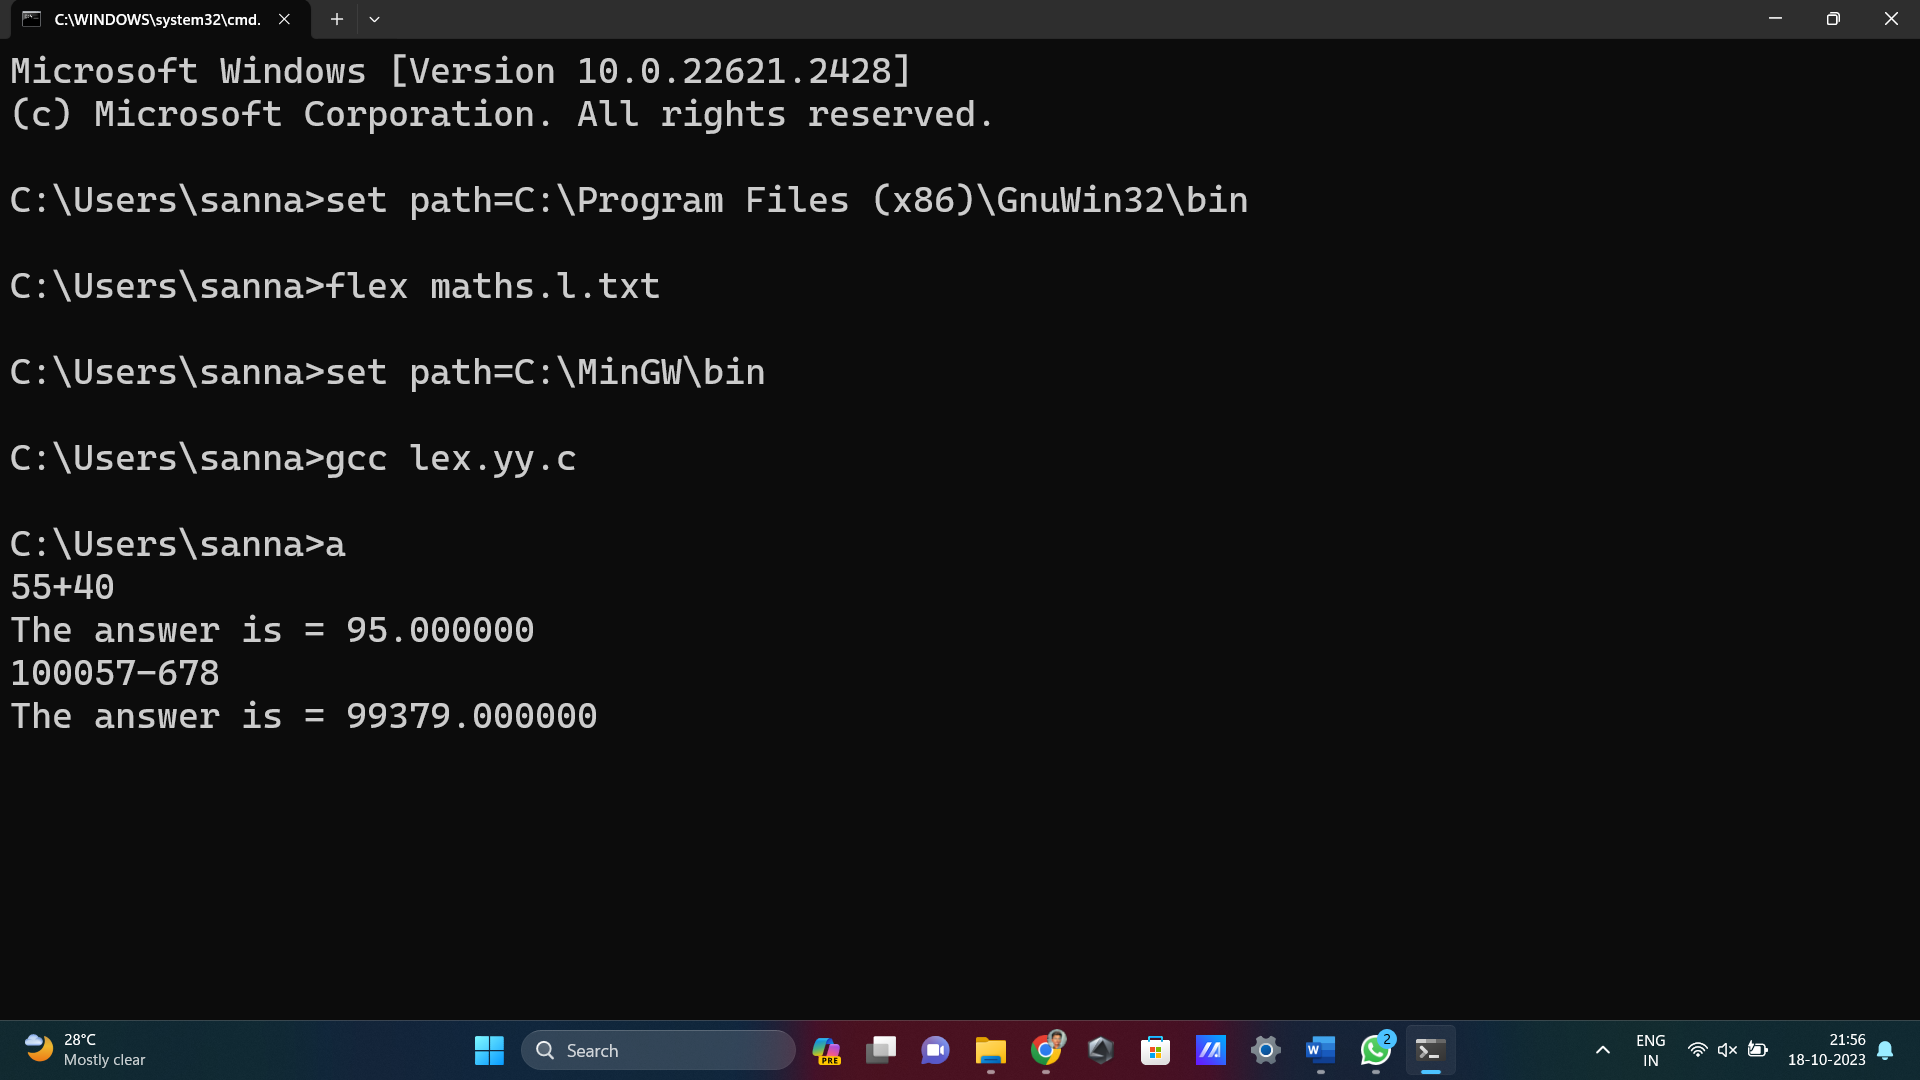 C:\WINDOWS\system32\cmd.
Microsoft Windows [Version 10.0.22621.2428]
(c) Microsoft Corporation. All rights reserved.
C:\Users\sanna>set path=C:\Program Files (x86)\GnuWin32\bin
C:\Users\sanna>flex maths.l.txt
C:\Users\sanna>set path=C:\MinGW\bin
C:\Users\sanna>gcc lex.yy.c
C:\Users\sanna>a
55+40
The answer is = 95.000000
100057-678
The answer is = 99379.000000
28°C
Mostly clear
Search
PRE
W
2
ENG
IN
21:56
18-10-2023